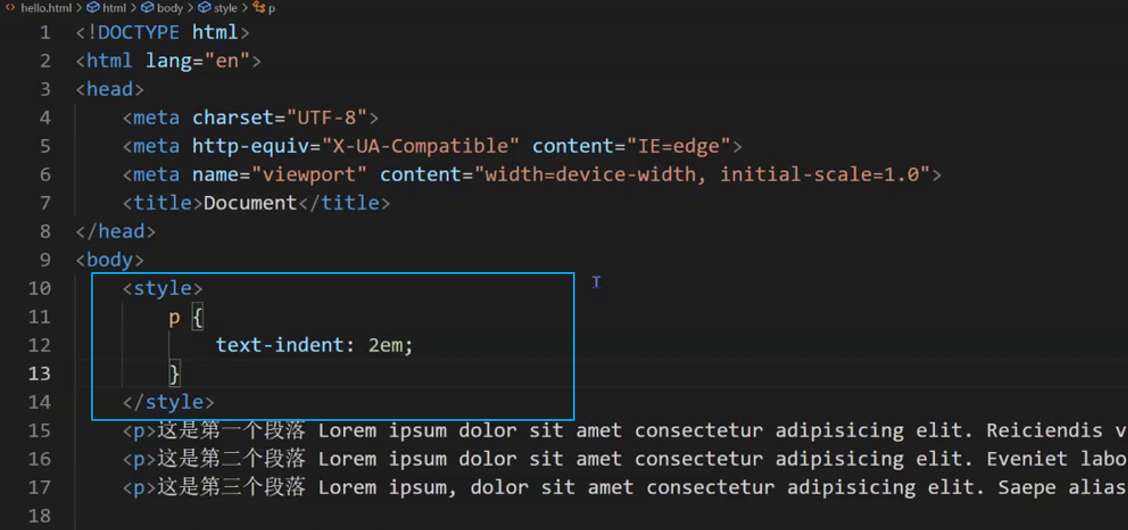 hello.html > html > body > style > p
1 <!DOCTYPE html>
2 <html lang="en">
3 <head>
4 <meta charset="UTF-8">
5 <meta http-equiv="X-UA-Compatible" content="IE=edge">
6 <meta name="viewport" content="width=device-width, initial-scale=1.0">
7 <title>Document</title>
8 </head>
9 <body>
10 <style>
11 p {
12 text-indent: 2em;
13 }
14 </style>
15 <p>这是第一个段落 Lorem ipsum dolor sit amet consectetur adipisicing elit. Reiciendis v
16 <p>这是第二个段落 Lorem ipsum dolor sit amet consectetur adipisicing elit. Eveniet labo
17 <p>这是第三个段落 Lorem ipsum, dolor sit amet consectetur adipisicing elit. Saepe alias
18